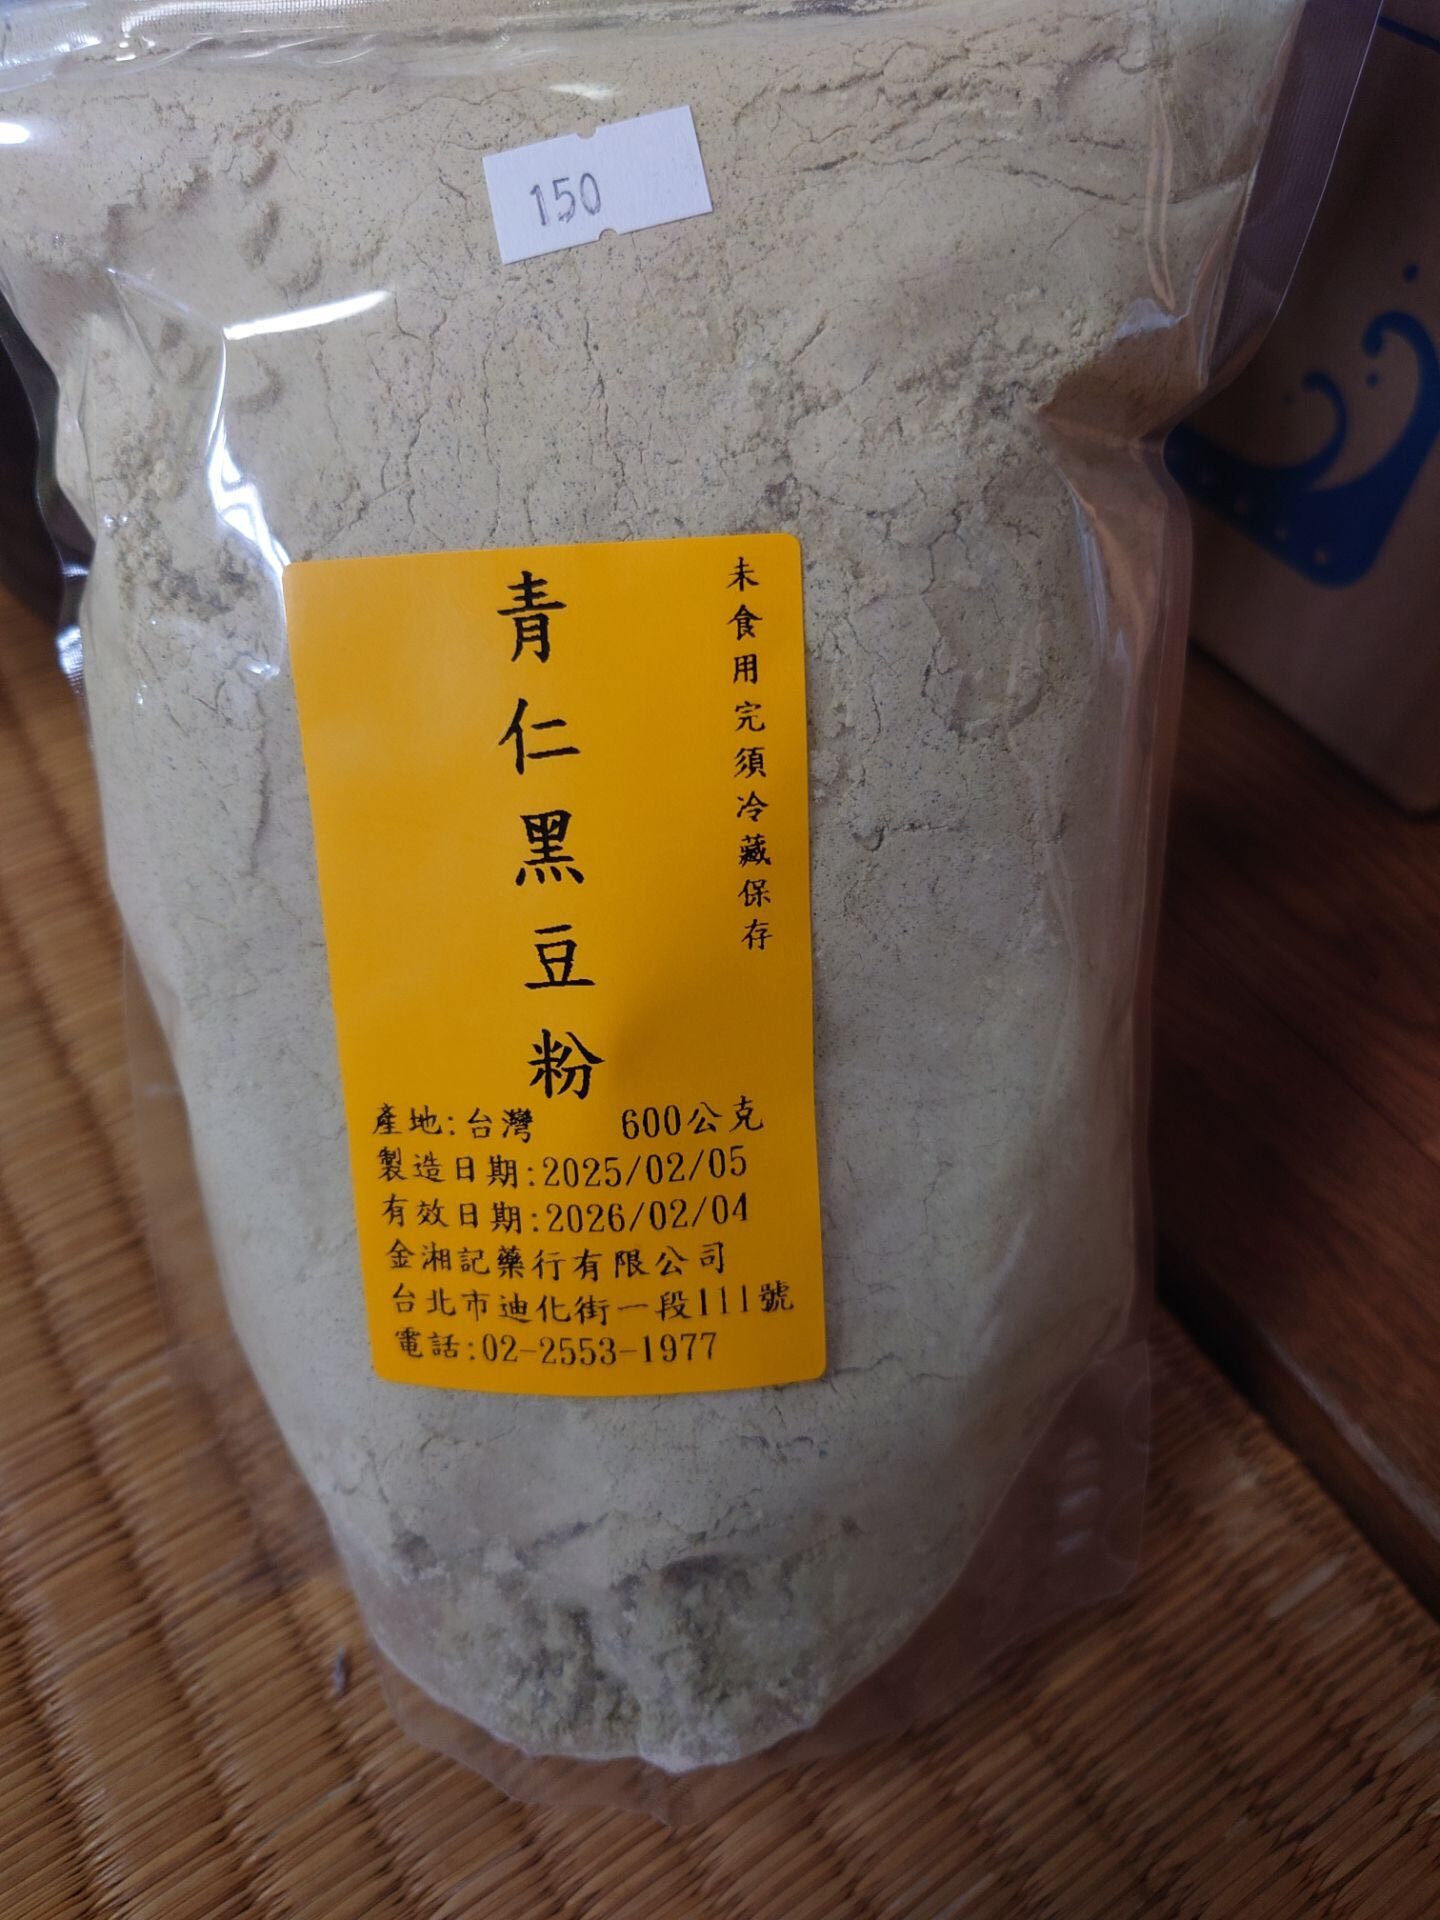 150
未食用完須冷藏保存
青仁黑豆粉
產地:台灣 600公克
製造日期:2025/02/05
有效日期:2026/02/04
金湘記藥行有限公司
台北市迪化街一段111號
電話:02-2553-1977